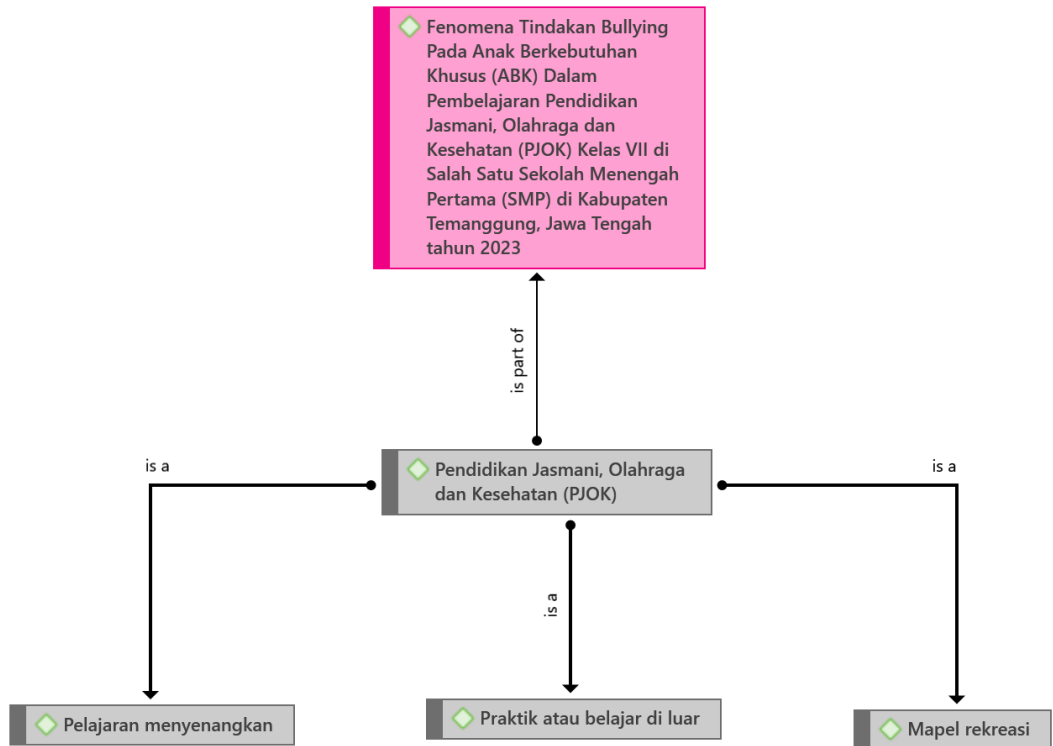 Fenomena Tindakan Bullying
Pada Anak Berkebutuhan
Khusus (ABK) Dalam
Pembelajaran Pendidikan
Jasmani, Olahraga dan
Kesehatan (PJOK) Kelas VII di
Salah Satu Sekolah Menengah
Pertama (SMP) di Kabupaten
Temanggung, Jawa Tengah
tahun 2023
is part of
is a
Pendidikan Jasmani, Olahraga
dan Kesehatan (PJOK)
is a
is a
Pelajaran menyenangkan
Praktik atau belajar di luar
Mapel rekreasi